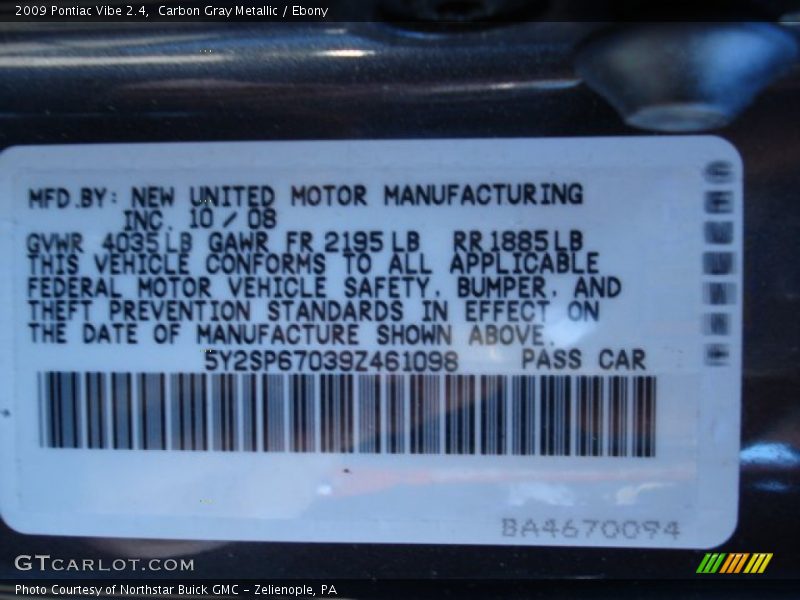 2009 Pontiac Vibe 2.4, Carbon Gray Metallic / Ebony
MFD.BY: NEW UNITED MOTOR MANUFACTURING
INC. 10 / 08
GVWR 4035LB GAWR FR 2195LB RR1885LB
THIS VEHICLE CONFORMS TO ALL APPLICABLE
FEDERAL MOTOR VEHICLE SAFETY, BUMPER, AND
THEFT PREVENTION STANDARDS IN EFFECT ON
THE DATE OF MANUFACTURE SHOWN ABOVE.
5Y2SP67039Z461098 PASS CAR
BA4670094
GTCARLOT.COM
Photo Courtesy of Northstar Buick GMC - Zelienople, PA